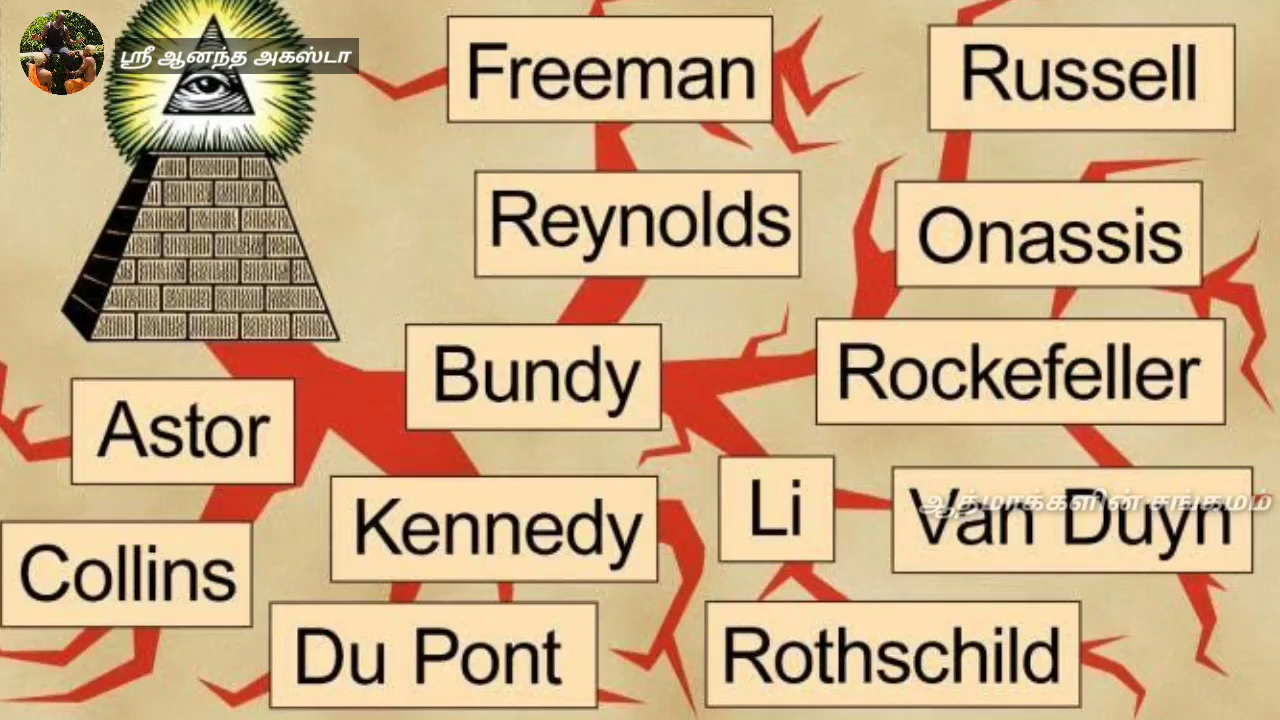 ஸ்ரீ ஆனந்த அகஸ்டா
Freeman
Russell
Reynolds
Onassis
Bundy
Rockefeller
Astor
Kennedy
Li
Van Duyn
ஆத்மாக்களின் சங்கமம்
Collins
Du Pont
Rothschild